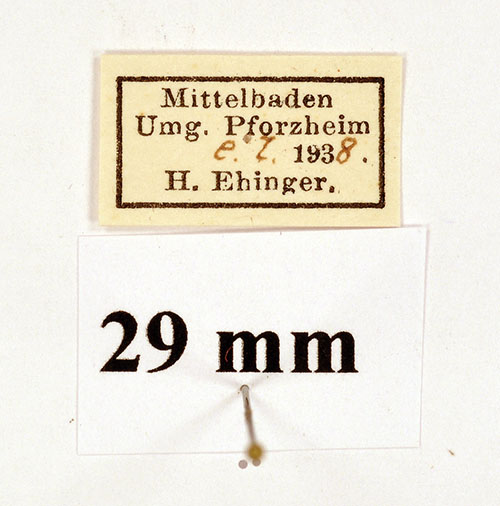 Mittelbaden
Umg. Pforzheim
e. l. 1938.
H. Ehinger.
29 mm